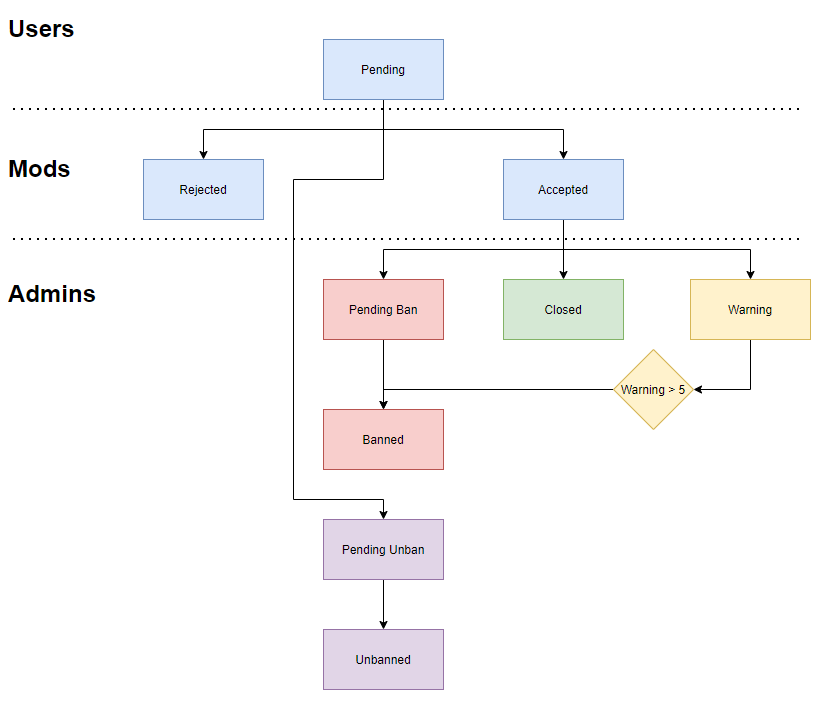 Users
Pending
Mods
Rejected
Accepted
Admins
Pending Ban
Closed
Warning
Warning > 5
Banned
Pending Unban
Unbanned